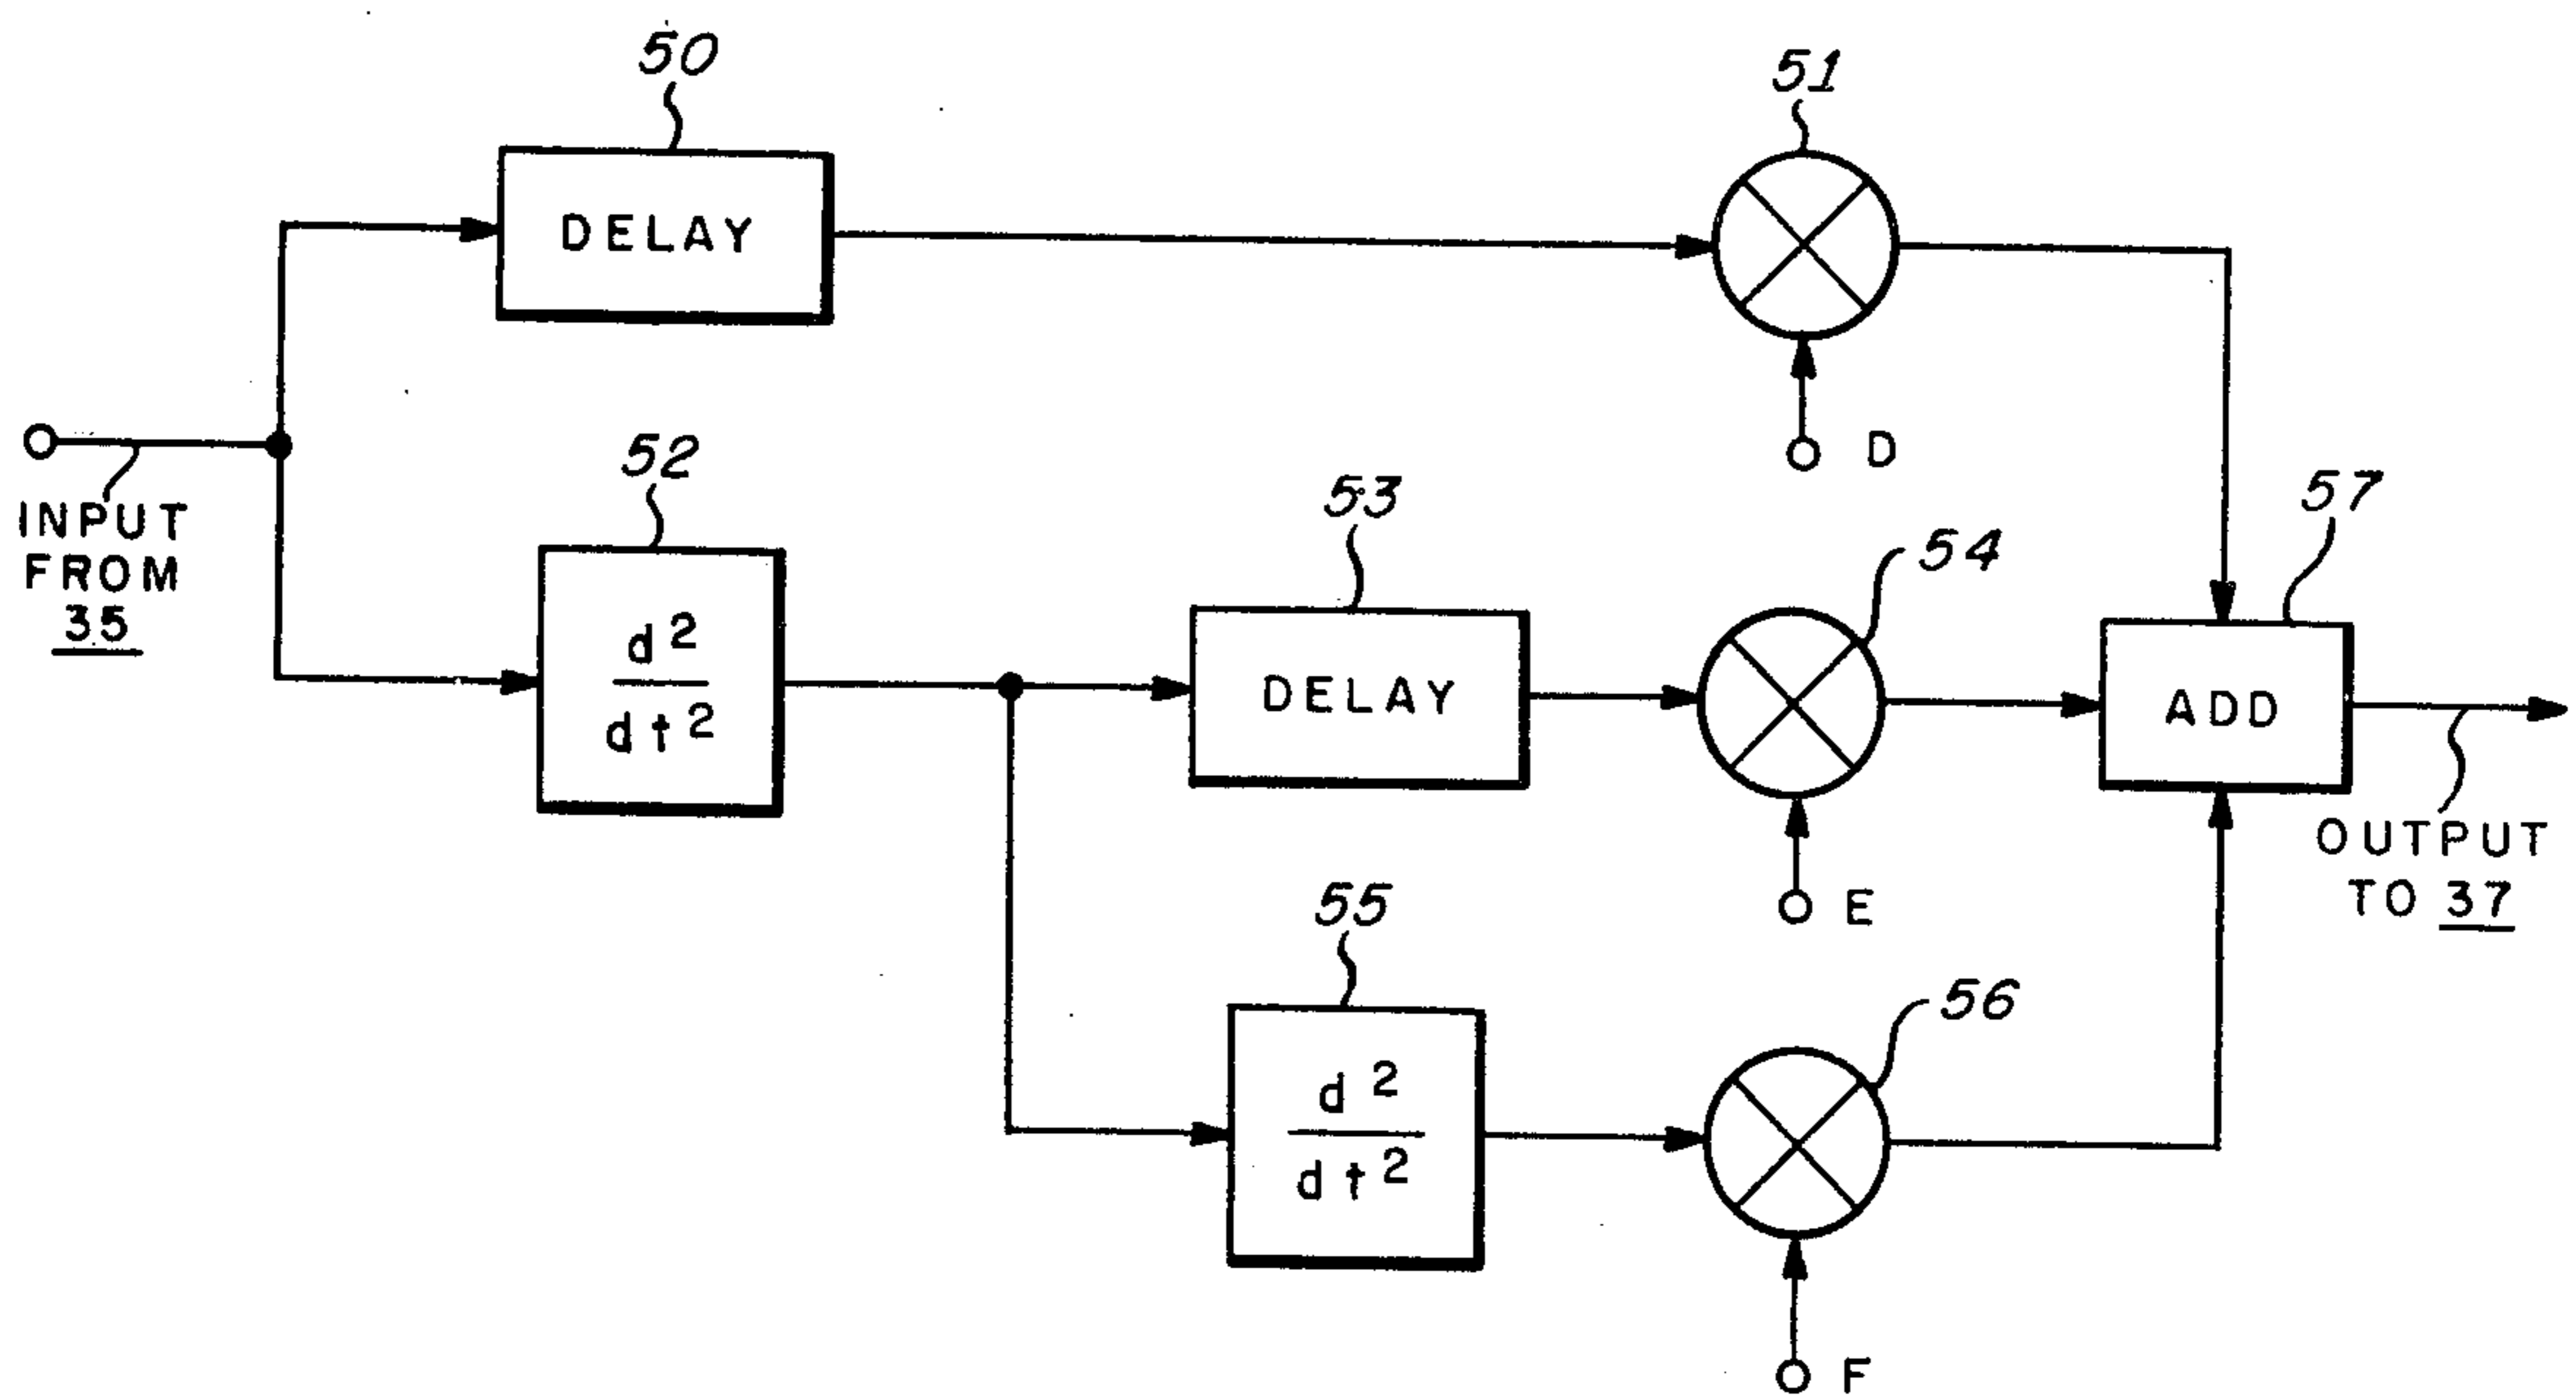 50
51
DELAY
D
INPUT
FROM
35
52
53
54
57
d²
dt²
DELAY
ADD
E
OUTPUT
TO 37
55
56
d²
dt²
F